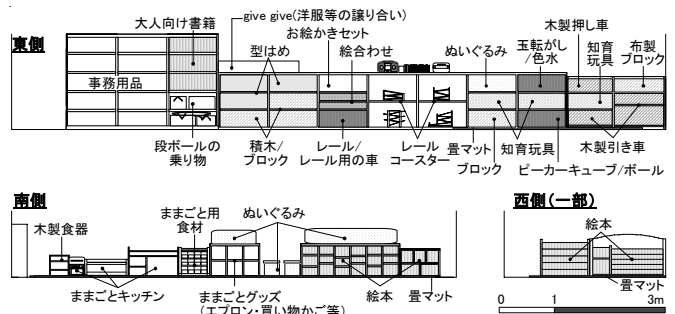 東側
大人向け書籍
give give(洋服等の譲り合い)
お絵かきセット
型はめ
絵合わせ
ぬいぐるみ
玉転がし
/色水
木製押し車
知育
玩具
布製
ブロック
事務用品
段ボールの
乗り物
積木/
ブロック
レール/
レール用の車
レール
コースター
畳マット
ブロック
知育玩具
ピーカーキューブ/ボール
木製引き車
南側
木製食器
ままごと用
食材
ぬいぐるみ
ままごとキッチン
ままごとグッズ
(エプロン・買い物かご等)
絵本
畳マット
西側(一部)
絵本
畳マット
0 1 3m